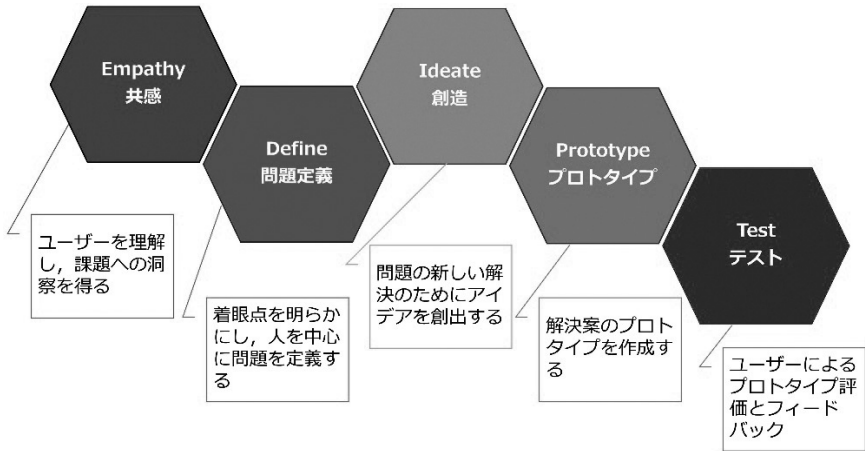 Empathy
共感
ユーザーを理解
し，課題への洞
察を得る
Define
問題定義
着眼点を明らか
にし，人を中心
に問題を定義す
る
Ideate
創造
問題の新しい解
決のためにアイ
デアを創出する
Prototype
プロトタイプ
解決案のプロト
タイプを作成す
る
Test
テスト
ユーザーによる
プロトタイプ評
価とフィード
バック